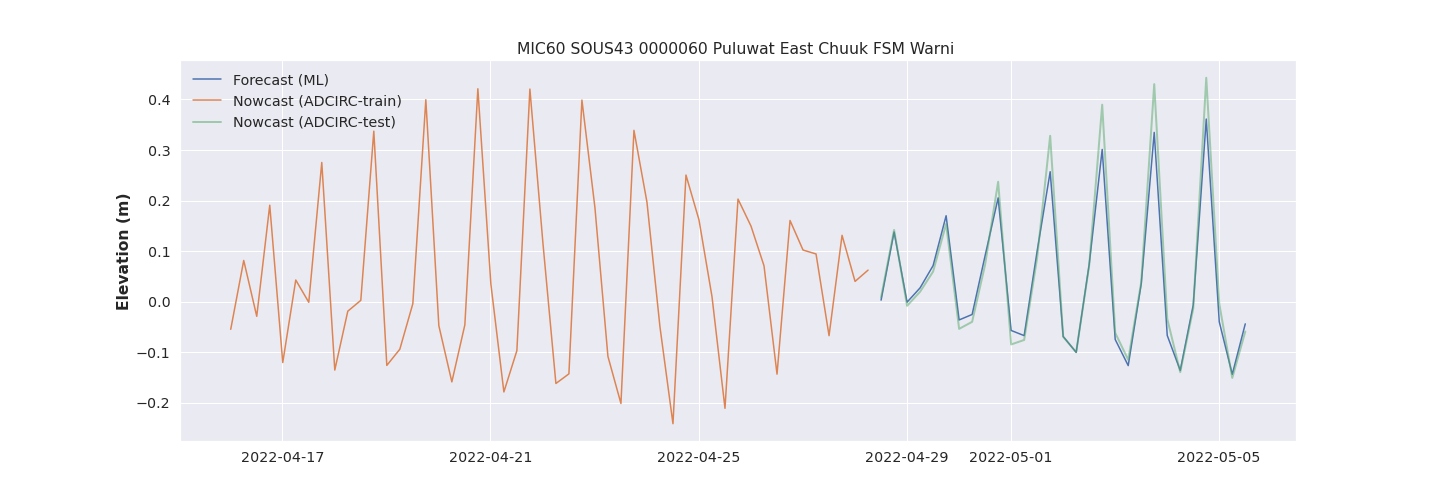 MIC60 SOUS43 0000060 Puluwat East Chuuk FSM Warni
Forecast (ML)
Nowcast (ADCIRC-train)
Nowcast (ADCIRC-test)
Elevation (m)
0.4
0.3
0.2
0.1
0.0
−0.1
−0.2
2022-04-17 2022-04-21 2022-04-25 2022-04-29 2022-05-01 2022-05-05